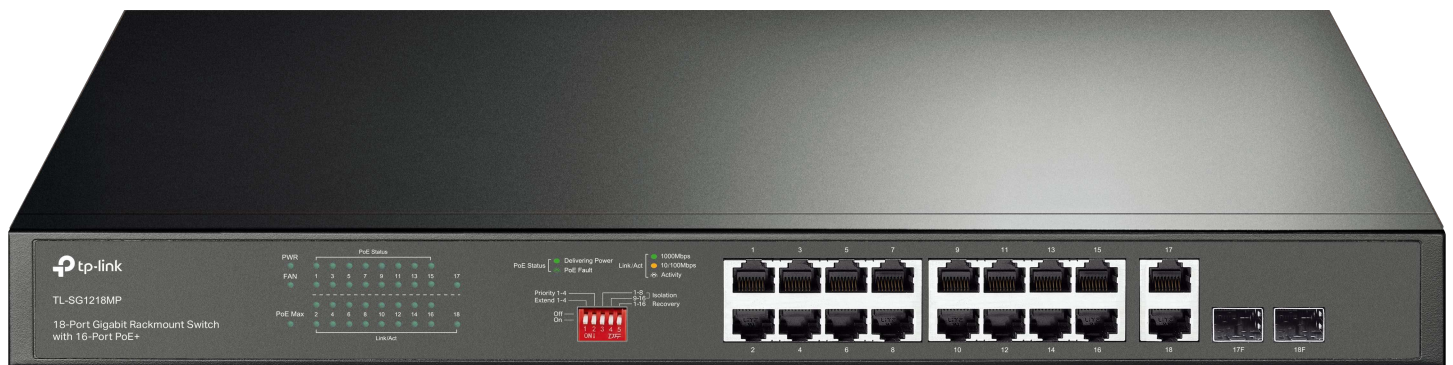 tp-link
TL-SG1218MP
18-Port Gigabit Rackmount Switch
with 16-Port PoE+
PWR
FAN
PoE Max
PoE Status
1 3 5 7 9 11 13 15 17
2 4 6 8 10 12 14 16 18
Link/Act
PoE Status
Delivering Power
PoE Fault
Link/Act
1000Mbps
10/100Mbps
Activity
Priority 1-4
Extend 1-4
1-8
9-16
Isolation
1-16 Recovery
Off
On
1 2 3 4 5
ON
1 3 5 7 9 11 13 15 17
2 4 6 8 10 12 14 16 18 17F 18F